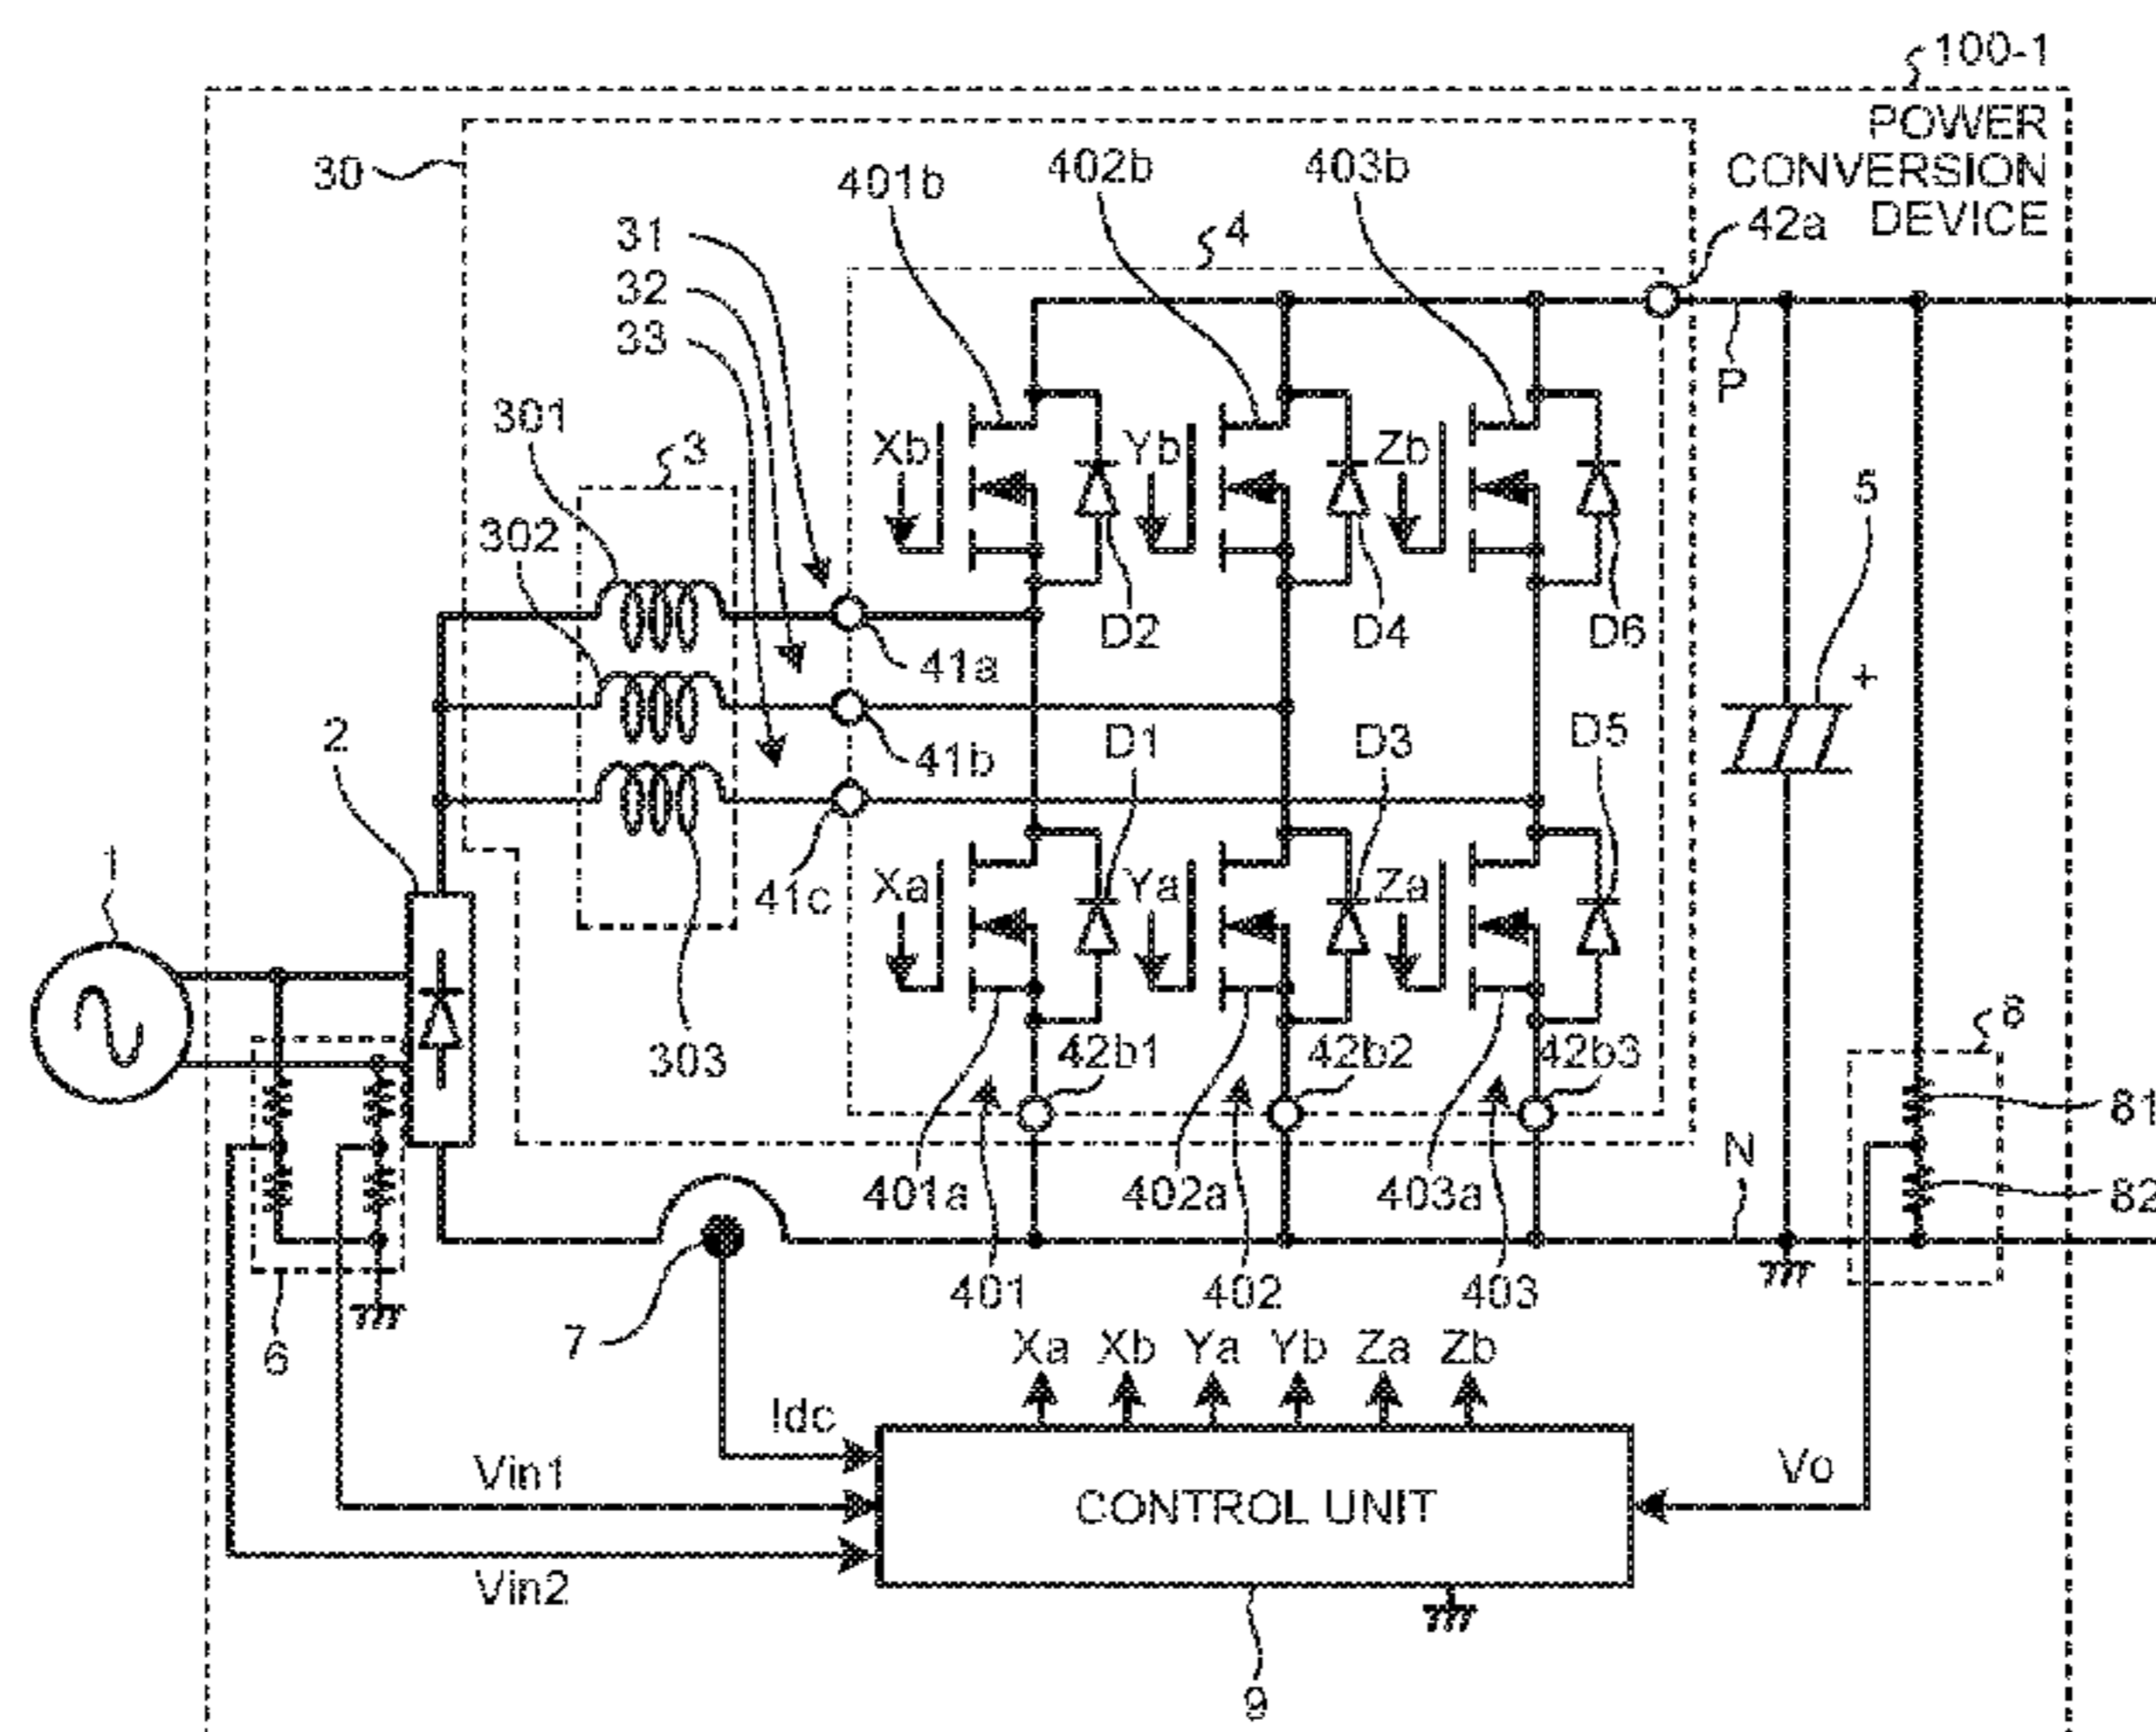 100-1
POWER
CONVERSION
DEVICE
30
401b
402b
403b
42a
31
32
33
4
P
301
3
Xb
Yb
Zb
5
302
+
D2
D4
D6
41a
2
41b
D1
D3
D5
1
41c
Xa
Ya
Za
303
42b1
42b2
42b3
8
81
401a
402a
403a
N
82
401
402
403
6
7
Xa Xb Ya Yb Za Zb
Idc
Vin1
CONTROL UNIT
Vo
Vin2
9